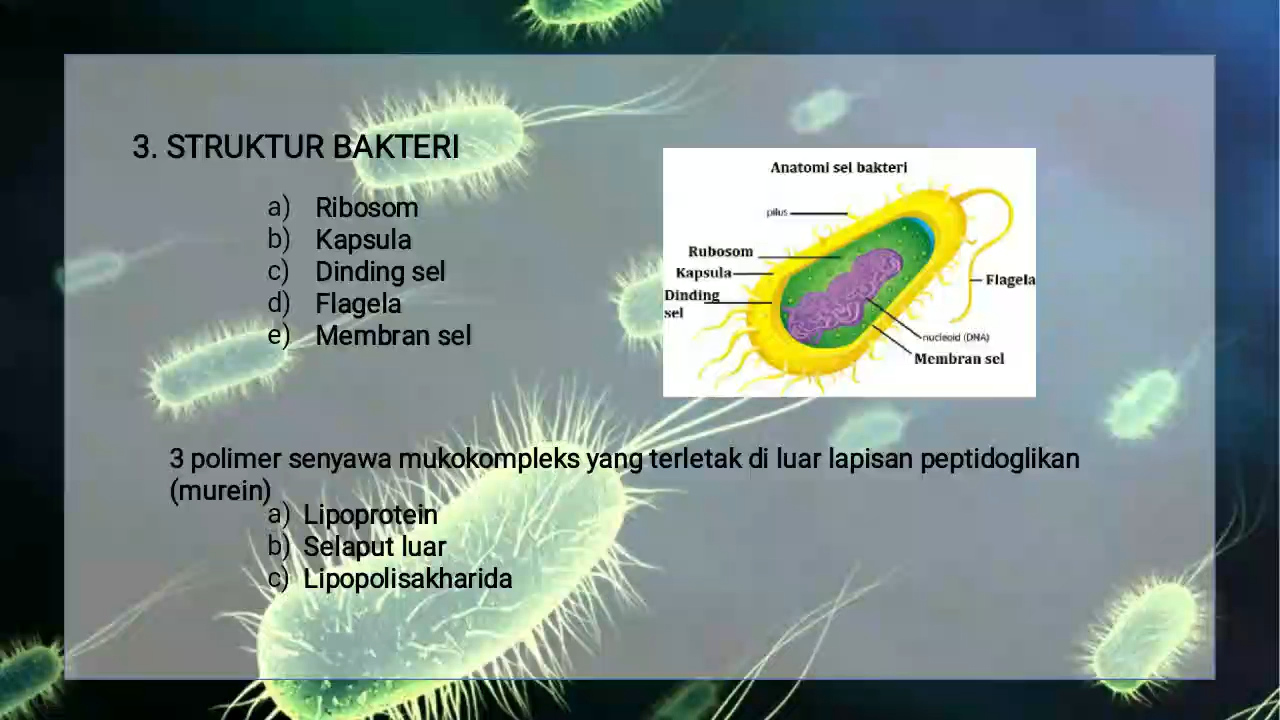 3. STRUKTUR BAKTERI
a) Ribosom
b) Kapsula
c) Dinding sel
d) Flagela
e) Membran sel
Anatomi sel bakteri
pilus
Rubosom
Kapsula
Dinding
sel
Flagela
nucleoid (DNA)
Membran sel
3 polimer senyawa mukokompleks yang terletak di luar lapisan peptidoglikan
(murein)
a) Lipoprotein
b) Selaput luar
c) Lipopolisakharida